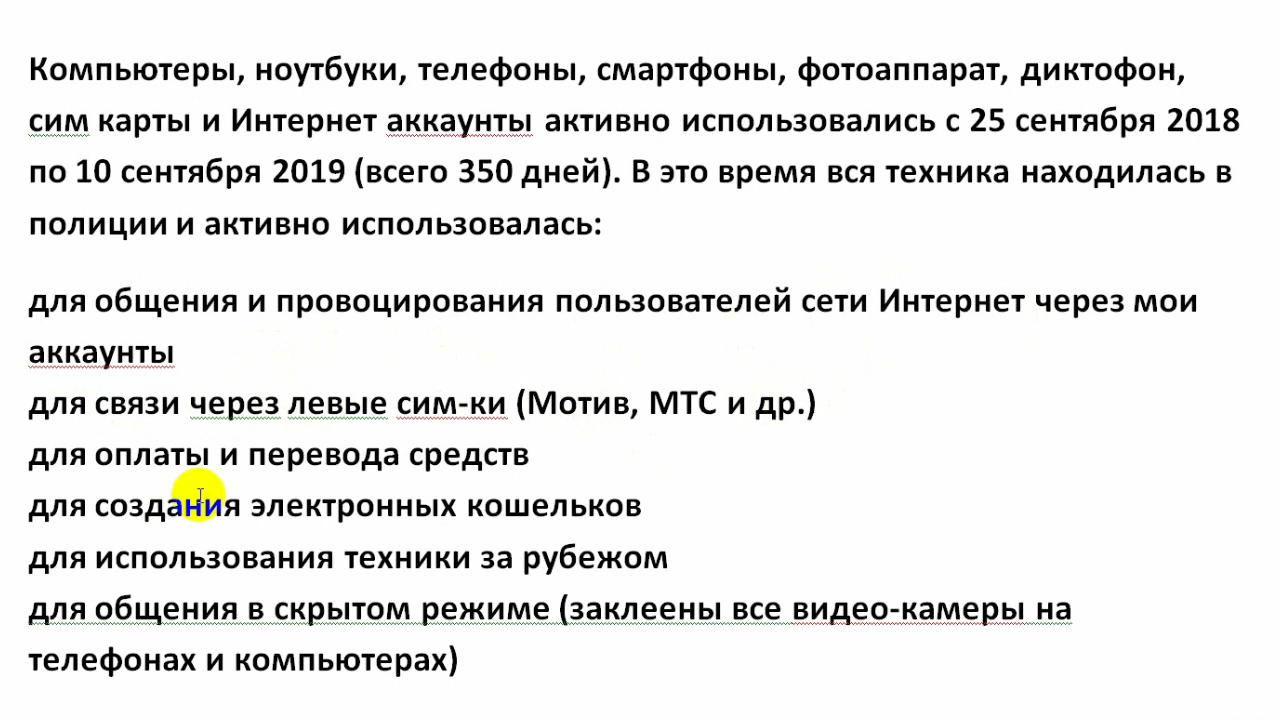 Компьютеры, ноутбуки, телефоны, смартфоны, фотоаппарат, диктофон,
сим карты и Интернет аккаунты активно использовались с 25 сентября 2018
по 10 сентября 2019 (всего 350 дней). В это время вся техника находилась в
полиции и активно использовалась:
для общения и провоцирования пользователей сети Интернет через мои
аккаунты
для связи через левые сим-ки (Мотив, МТС и др.)
для оплаты и перевода средств
для создания электронных кошельков
для использования техники за рубежом
для общения в скрытом режиме (заклеены все видео-камеры на
телефонах и компьютерах)